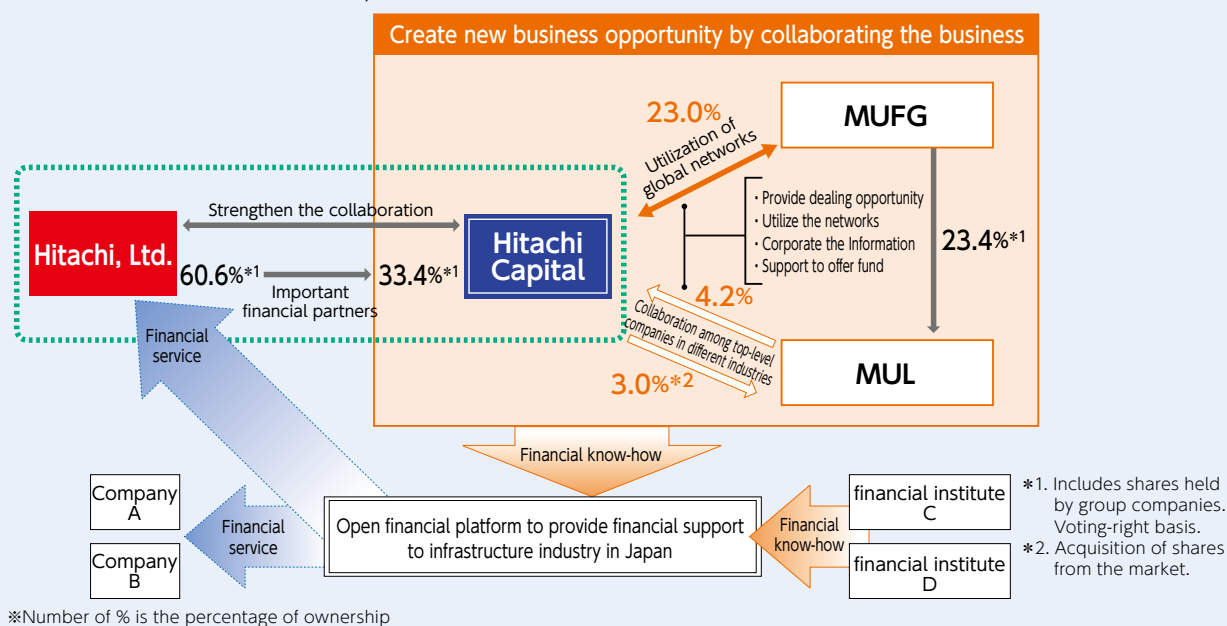 Create new business opportunity by collaborating the business
23.0%
Utilization of
global networks
MUFG
Strengthen the collaboration
Hitachi, Ltd.
60.6%*1
33.4%*1
Important
financial partners
Hitachi
Capital
・Provide dealing opportunity
・Utilize the networks
・Corporate the Information
・Support to offer fund
23.4%*1
4.2%
Collaboration among top-level
companies in different industries
3.0%*2
MUL
Financial
service
Financial know-how
Company
A
Company
B
Financial
service
Open financial platform to provide financial support
to infrastructure industry in Japan
Financial
know-how
financial institute
C
financial institute
D
*1. Includes shares held
by group companies.
Voting-right basis.
*2. Acquisition of shares
from the market.
※Number of % is the percentage of ownership